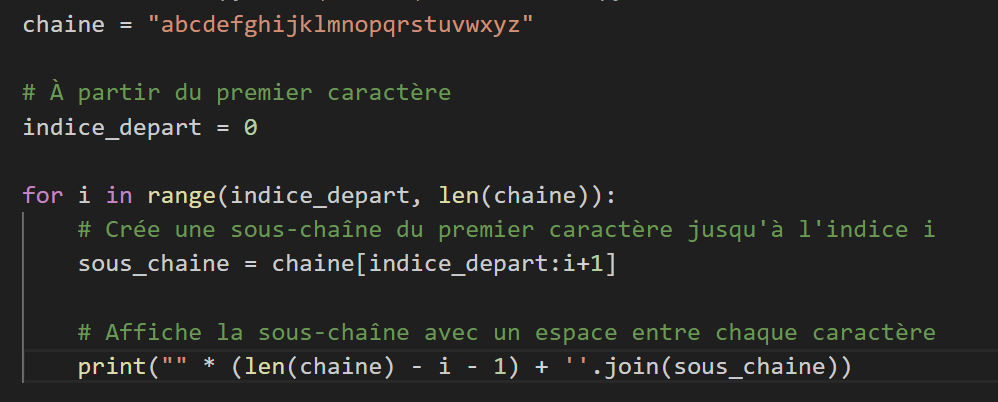 chaine = "abcdefghijklmnopqrstuvwxyz"
# À partir du premier caractère
indice_depart = 0
for i in range(indice_depart, len(chaine)):
# Crée une sous-chaîne du premier caractère jusqu'à l'indice i
sous_chaine = chaine[indice_depart:i+1]
# Affiche la sous-chaîne avec un espace entre chaque caractère
print("" * (len(chaine) - i - 1) + ''.join(sous_chaine))